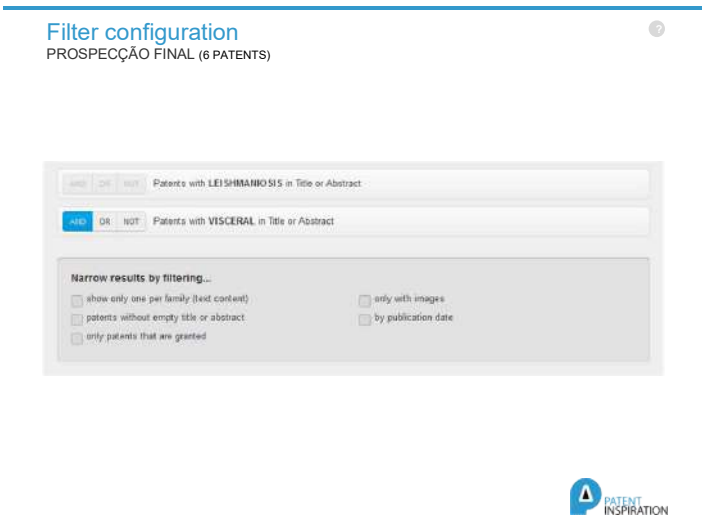 Filter configuration
?
PROSPECÇÃO FINAL (6 PATENTS)
AND OR NOT Patents with LEISHMANIOSIS in Title or Abstract
AND OR NOT Patents with VISCERAL in Title or Abstract
Narrow results by filtering...
show only one per family (text content) only with images
patents without empty title or abstract by publication date
only patents that are granted
PATENT
INSPIRATION